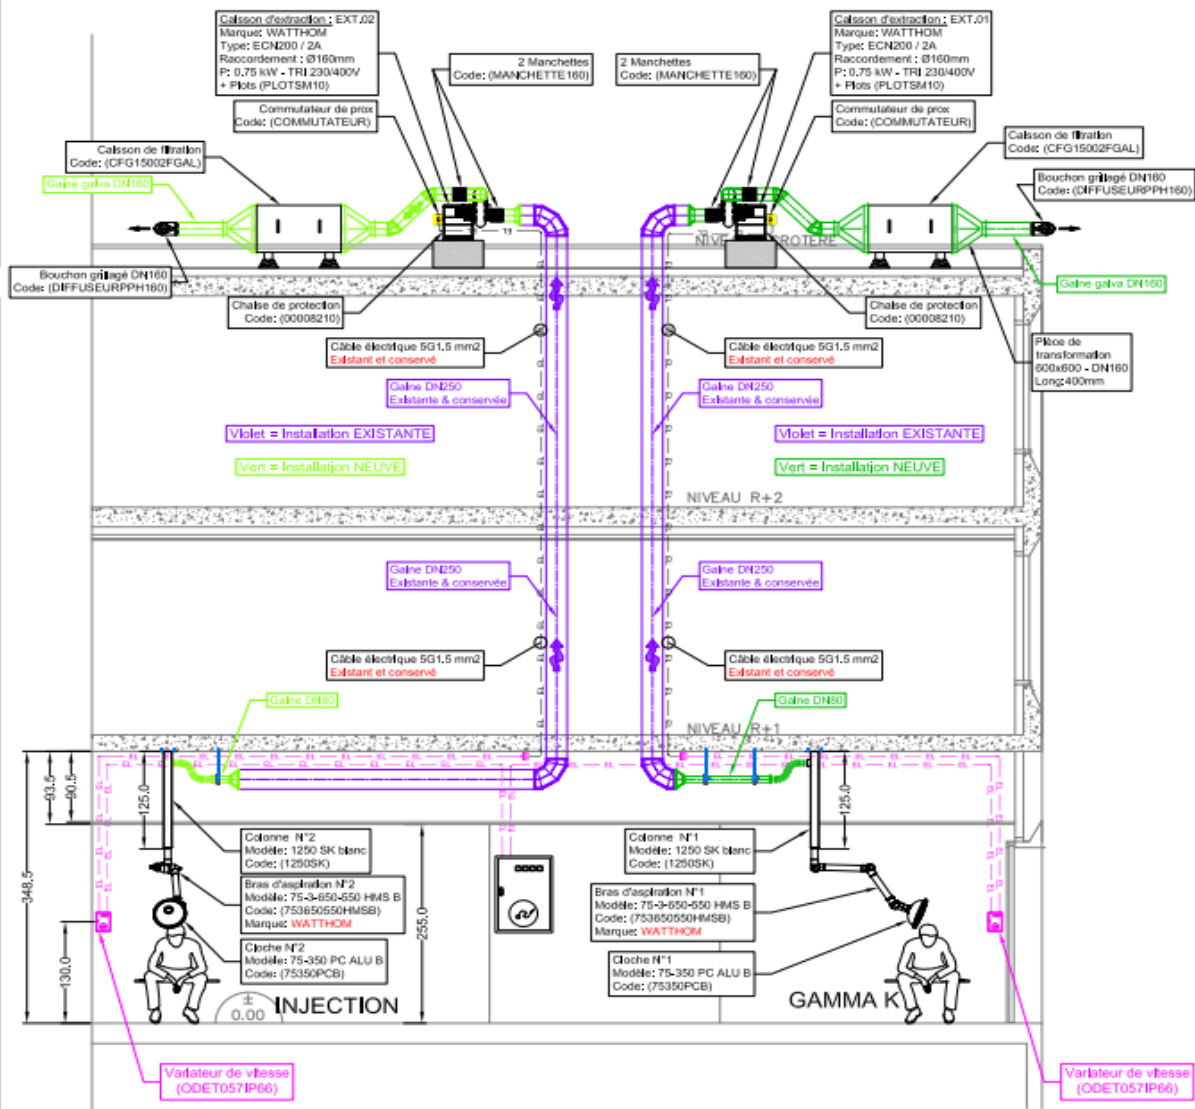 Caisson d'extraction : EXT.02
Marque: WATTHOM
Type: ECN200 / 2A
Raccordement : Ø160mm
P: 0.75 kW - TRI 230/400V
+ Plots (PLOTSM10)
2 Manchettes
Code: (MANCHETTE160)
2 Manchettes
Code: (MANCHETTE160)
Caisson d'extraction : EXT.01
Marque: WATTHOM
Type: ECN200 / 2A
Raccordement : Ø160mm
P: 0.75 kW - TRI 230/400V
+ Plots (PLOTSM10)
Commutateur de prox
Code: (COMMUTATEUR)
Commutateur de prox
Code: (COMMUTATEUR)
Caisson de filtration
Code: (CFG15002FGAL)
Caisson de filtration
Code: (CFG15002FGAL)
Gaine galva DN160
Bouchon grillagé DN160
Code: (DIFFUSEURPPH160)
Bouchon grillagé DN160
Code: (DIFFUSEURPPH160)
Gaine galva DN160
Chaise de protection
Code: (00008210)
Chaise de protection
Code: (00008210)
Câble électrique 5G1.5 mm2
Existant et conservé
Câble électrique 5G1.5 mm2
Existant et conservé
Pièce de
transformation
600x600 - DN160
Long:400mm
Gaine DN250
Existante & conservée
Gaine DN250
Existante & conservée
Violet = Installation EXISTANTE
Violet = Installation EXISTANTE
Vert = Installation NEUVE
Vert = Installation NEUVE
NIVEAU R+2
Gaine DN250
Existante & conservée
Gaine DN250
Existante & conservée
Câble électrique 5G1.5 mm2
Existant et conservé
Câble électrique 5G1.5 mm2
Existant et conservé
Gaine DN80
Gaine DN80
NIVEAU R+1
93.5
90.5
125.0
125.0
348.5
255.0
130.0
Colonne N°2
Modèle: 1250 SK blanc
Code: (1250SK)
Colonne N°1
Modèle: 1250 SK blanc
Code: (1250SK)
Bras d'aspiration N°2
Modèle: 75-3-650-550 HMS B
Code: (753650550HMSB)
Marque: WATTHOM
Bras d'aspiration N°1
Modèle: 75-3-650-550 HMS B
Code: (753650550HMSB)
Marque: WATTHOM
Cloche N°2
Modèle: 75-350 PC ALU B
Code: (75350PCB)
Cloche N°1
Modèle: 75-350 PC ALU B
Code: (75350PCB)
±
0.00
INJECTION
GAMMA K
Variateur de vitesse
(ODET057IP66)
Variateur de vitesse
(ODET057IP66)